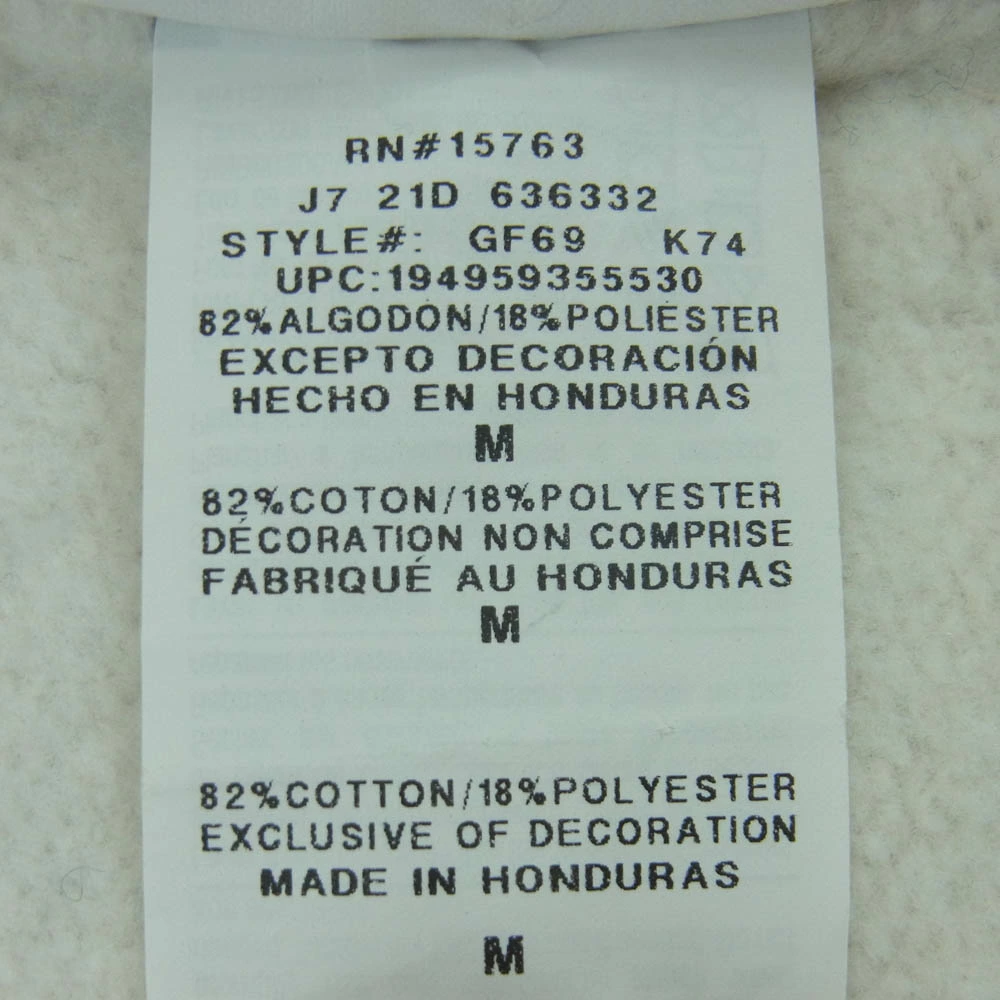 RN#15763
J7 21D 636332
STYLE#: GF69 K74
UPC:194959355530
82%ALGODON/18%POLIESTER
EXCEPTO DECORACIÓN
HECHO EN HONDURAS
M
82%COTON/18%POLYESTER
DÉCORATION NON COMPRISE
FABRIQUÉ AU HONDURAS
M
82%COTTON/18%POLYESTER
EXCLUSIVE OF DECORATION
MADE IN HONDURAS
M